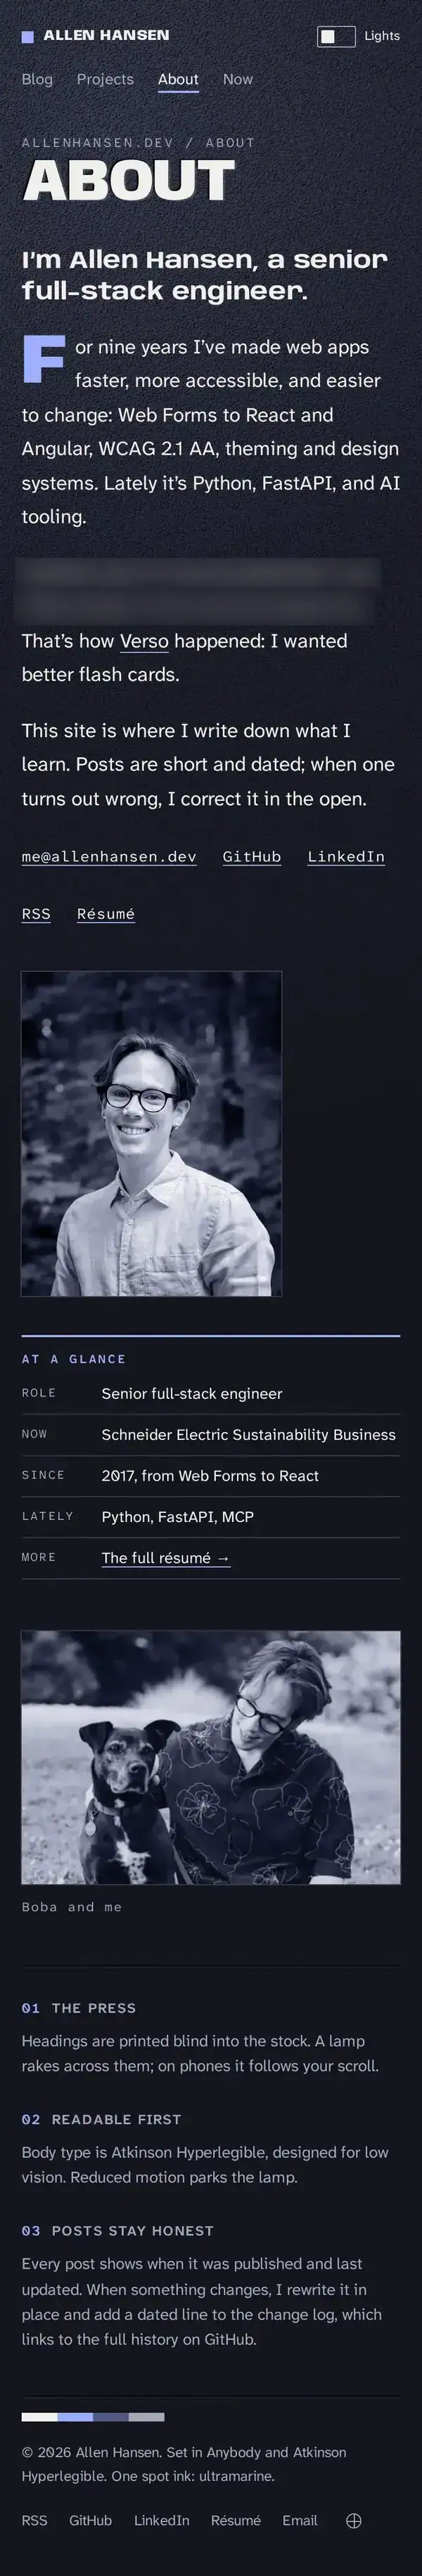 ALLEN HANSEN
Lights
Blog Projects About Now
ALLENHANSEN.DEV / ABOUT
ABOUT
I'm Allen Hansen, a senior
full-stack engineer.
For nine years I've made web apps
faster, more accessible, and easier
to change: Web Forms to React and
Angular, WCAG 2.1 AA, theming and design
systems. Lately it's Python, FastAPI, and AI
tooling.
That's how Verso happened: I wanted
better flash cards.
This site is where I write down what I
learn. Posts are short and dated; when one
turns out wrong, I correct it in the open.
me@allenhansen.dev GitHub LinkedIn
RSS Résumé
AT A GLANCE
ROLE Senior full-stack engineer
NOW Schneider Electric Sustainability Business
SINCE 2017, from Web Forms to React
LATELY Python, FastAPI, MCP
MORE The full résumé →
Boba and me
01 THE PRESS
Headings are printed blind into the stock. A lamp
rakes across them; on phones it follows your scroll.
02 READABLE FIRST
Body type is Atkinson Hyperlegible, designed for low
vision. Reduced motion parks the lamp.
03 POSTS STAY HONEST
Every post shows when it was published and last
updated. When something changes, I rewrite it in
place and add a dated line to the change log, which
links to the full history on GitHub.
© 2026 Allen Hansen. Set in Anybody and Atkinson
Hyperlegible. One spot ink: ultramarine.
RSS GitHub LinkedIn Résumé Email